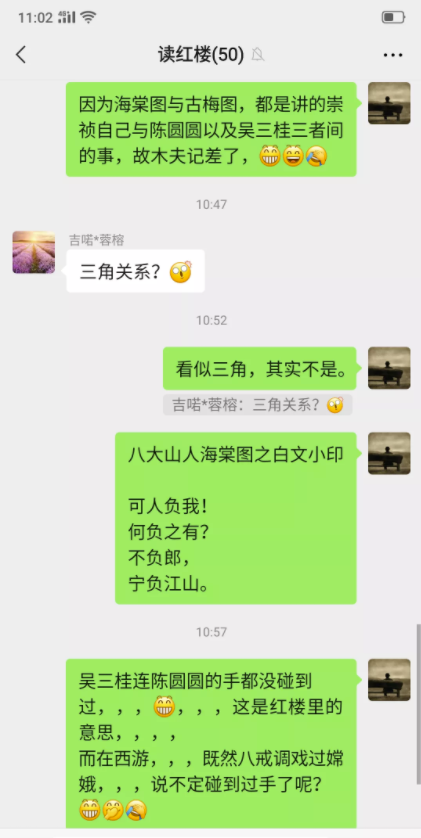 11:02
读红楼(50)
因为海棠图与古梅图，都是讲的崇
祯自己与陈圆圆以及吴三桂三者间
的事，故木夫记差了，😁😄🤣
10:47
吉喏*蓉榕
三角关系？😲
10:52
看似三角，其实不是。
吉喏*蓉榕：三角关系？😲
八大山人海棠图之白文小印

可人负我！
何负之有？
不负郎，
宁负江山。
10:57
吴三桂连陈圆圆的手都没碰到
过，，，😁，，，这是红楼里的
意思，，，，
而在西游，，，既然八戒调戏过嫦
娥，，，说不定碰到过手了呢？
😁🤭🤣